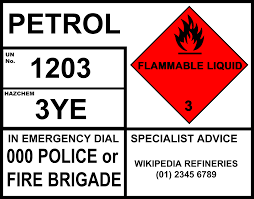 PETROL
UN
No.
1203
HAZCHEM
3YE
FLAMMABLE LIQUID
3
IN EMERGENCY DIAL
000 POLICE or
FIRE BRIGADE
SPECIALIST ADVICE
WIKIPEDIA REFINERIES
(01) 2345 6789